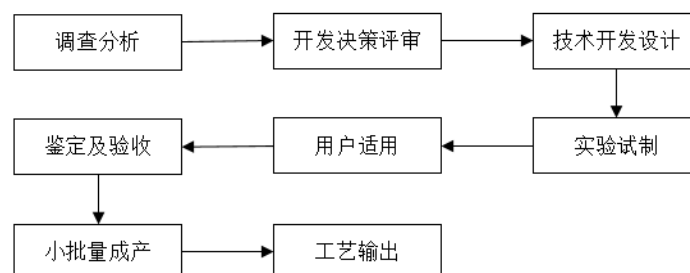 调查分析
开发决策评审
技术开发设计
实验试制
用户适用
鉴定及验收
小批量成产
工艺输出